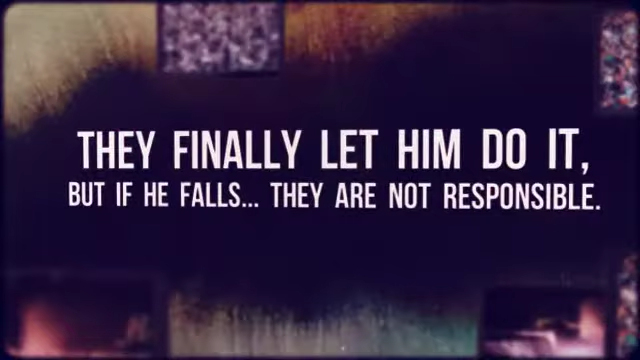 THEY FINALLY LET HIM DO IT,
BUT IF HE FALLS... THEY ARE NOT RESPONSIBLE.